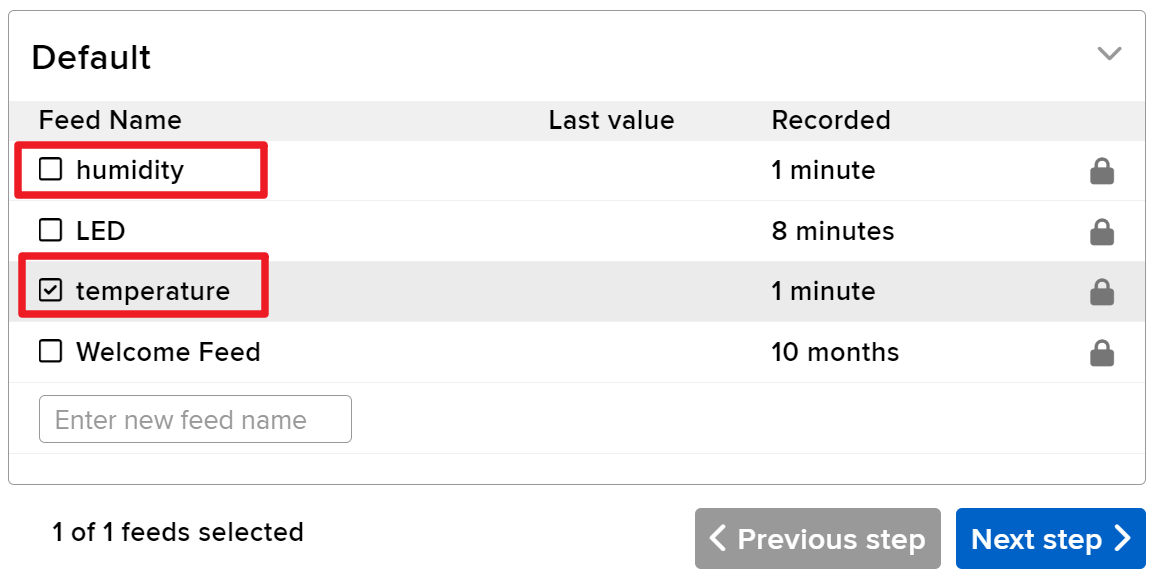 Default
Feed Name Last value Recorded
humidity 1 minute
LED 8 minutes
temperature 1 minute
Welcome Feed 10 months
Enter new feed name
1 of 1 feeds selected Previous step Next step